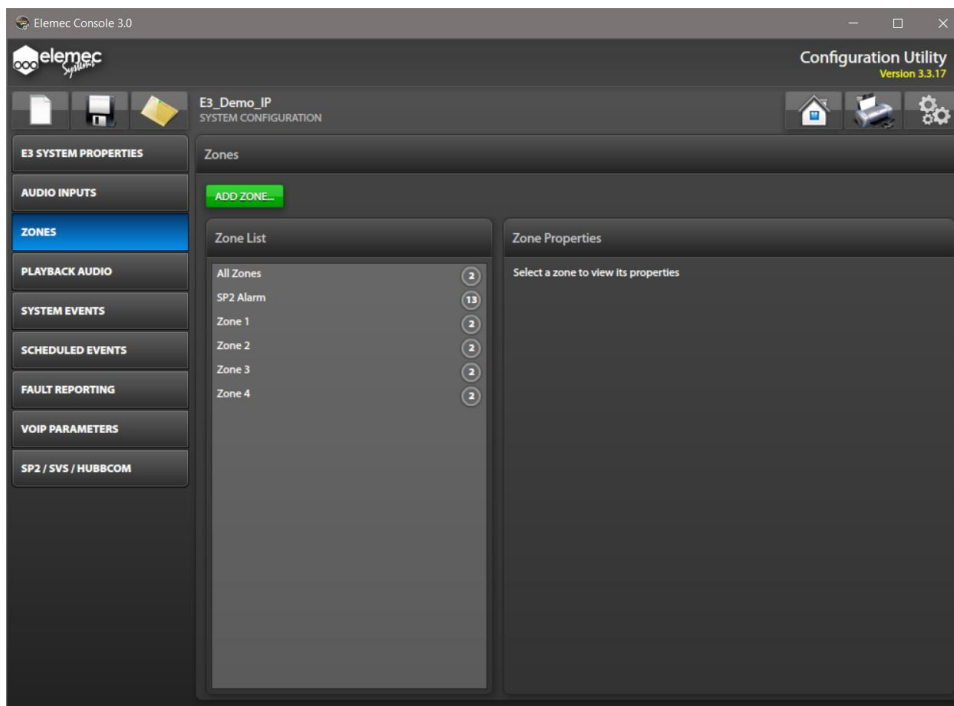 Elemec Console 3.0
elemec
Systems
Configuration Utility
Version 3.3.17
E3_Demo_IP
SYSTEM CONFIGURATION
E3 SYSTEM PROPERTIES
AUDIO INPUTS
ZONES
PLAYBACK AUDIO
SYSTEM EVENTS
SCHEDULED EVENTS
FAULT REPORTING
VOIP PARAMETERS
SP2 / SVS / HUBBCOM
Zones
ADD ZONE...
Zone List
All Zones 2
SP2 Alarm 13
Zone 1 2
Zone 2 2
Zone 3 2
Zone 4 2
Zone Properties
Select a zone to view its properties